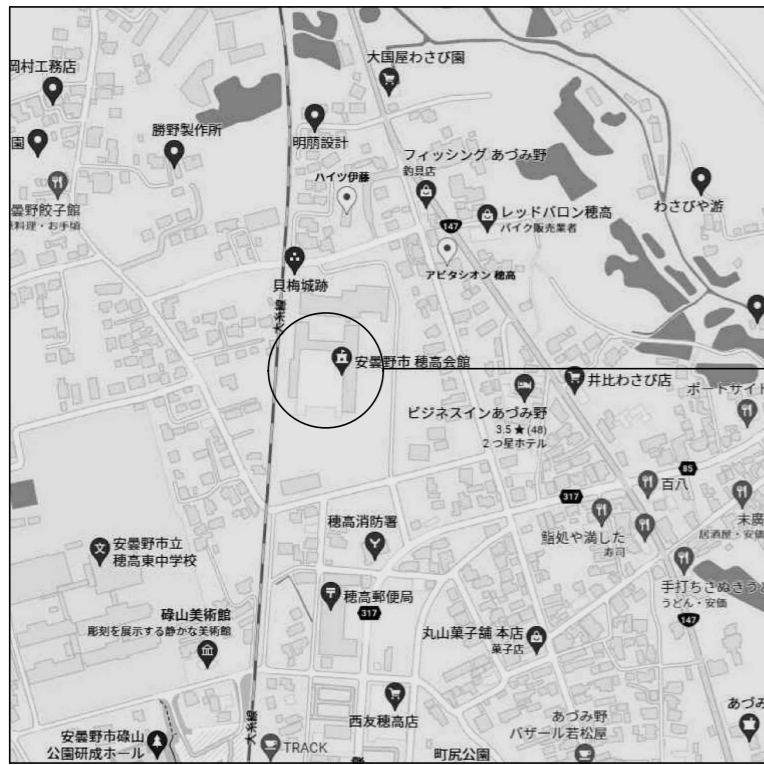 大国屋わさび園
岡村工務店
勝野製作所
明朋設計
園
フィッシング あづみ野
釣具店
ハイツ伊藤
曇野餃子館
料理・お手頃
わさびや游
レッドバロン穂高
バイク販売業者
147
アビタシオン 穂高
貝梅城跡
大糸線
安曇野市 穂高会館
井比わさび店
ポートサイド
ビジネスインあづみ野
3.5 ★ (48)
2 つ星ホテル
85
百八
317
末廣
居酒屋・安価
鮨処や満した
寿司
穂高消防署
安曇野市立
穂高東中学校
手打ちさぬきうど
うどん・安価
穂高郵便局
317
147
碌山美術館
彫刻を展示する静かな美術館
丸山菓子舗 本店
菓子店
西友穂高店
あづみ野
バザール若松屋
あづみ
大糸線
安曇野市碌山
公園研成ホール
TRACK
町尻公園